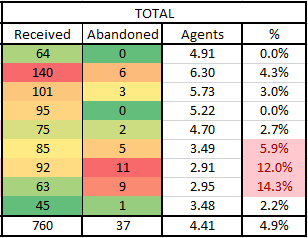 TOTAL
Received Abandoned Agents %
64 0 4.91 0.0%
140 6 6.30 4.3%
101 3 5.73 3.0%
95 0 5.22 0.0%
75 2 4.70 2.7%
85 5 3.49 5.9%
92 11 2.91 12.0%
63 9 2.95 14.3%
45 1 3.48 2.2%
760 37 4.41 4.9%